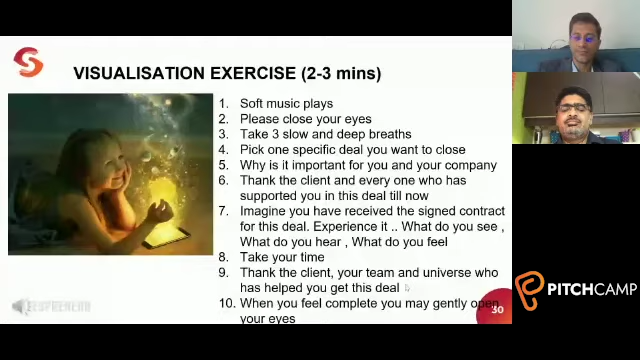 VISUALISATION EXERCISE (2-3 mins)
1. Soft music plays
2. Please close your eyes
3. Take 3 slow and deep breaths
4. Pick one specific deal you want to close
5. Why is it important for you and your company
6. Thank the client and every one who has
supported you in this deal till now
7. Imagine you have received the signed contract
for this deal. Experience it .. What do you see ,
What do you hear , What do you feel
8. Take your time
9. Thank the client, your team and universe who
has helped you get this deal
10. When you feel complete you may gently open
your eyes
30
PITCHCAMP